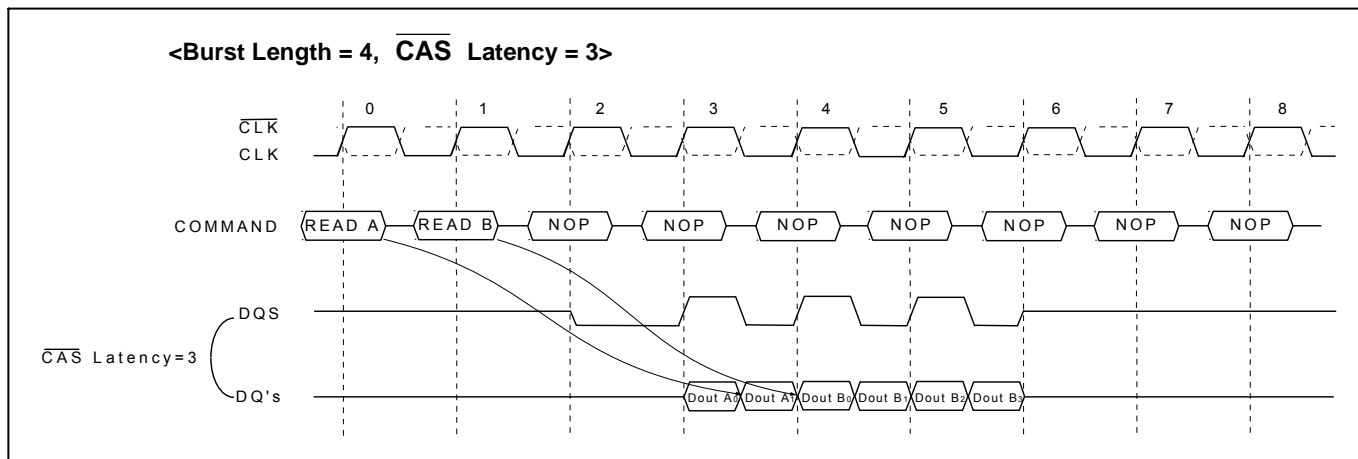 <Burst Length = 4, CAS Latency = 3>
0 1 2 3 4 5 6 7 8
CLK
CLK
COMMAND READ A READ B NOP NOP NOP NOP NOP NOP NOP
DQS
CAS Latency=3
DQ's Dout A0 Dout A1 Dout B0 Dout B1 Dout B2 Dout B3